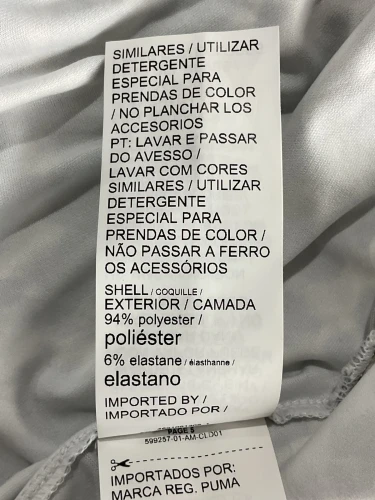 SIMILARES / UTILIZAR
DETERGENTE
ESPECIAL PARA
PRENDAS DE COLOR
/ NO PLANCHAR LOS
ACCESORIOS
PT: LAVAR E PASSAR
DO AVESSO /
LAVAR COM CORES
SIMILARES / UTILIZAR
DETERGENTE
ESPECIAL PARA
PRENDAS DE COLOR /
NÃO PASSAR A FERRO
OS ACESSÓRIOS
SHELL / COQUILLE /
EXTERIOR / CAMADA
94% polyester /
poliéster
6% elastane / élasthanne /
elastano
IMPORTED BY /
IMPORTADO POR /
PAGE 5
599257-01-AM-CLO01
IMPORTADOS POR:
MARCA REG. PUMA